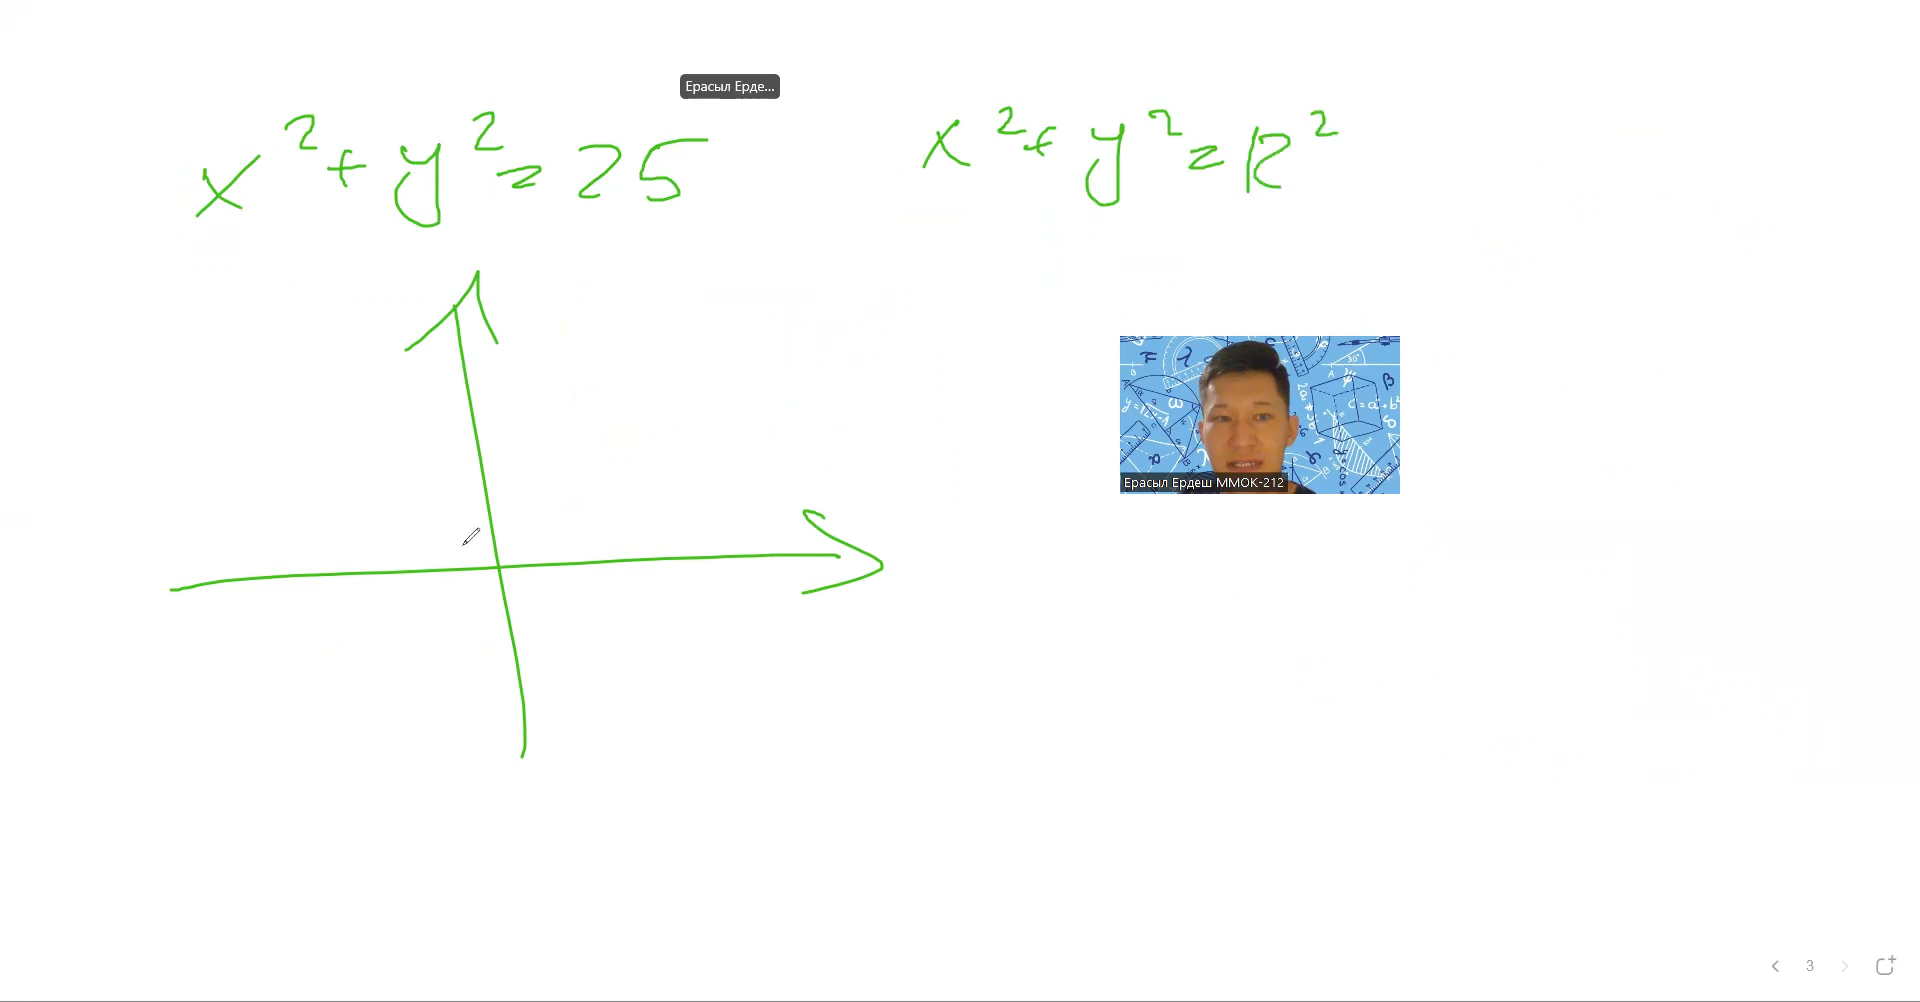 Ерасыл Ерде...
x² + y² = 25
x² + y² = R²
Ерасыл Ердеш ММОК-212
3